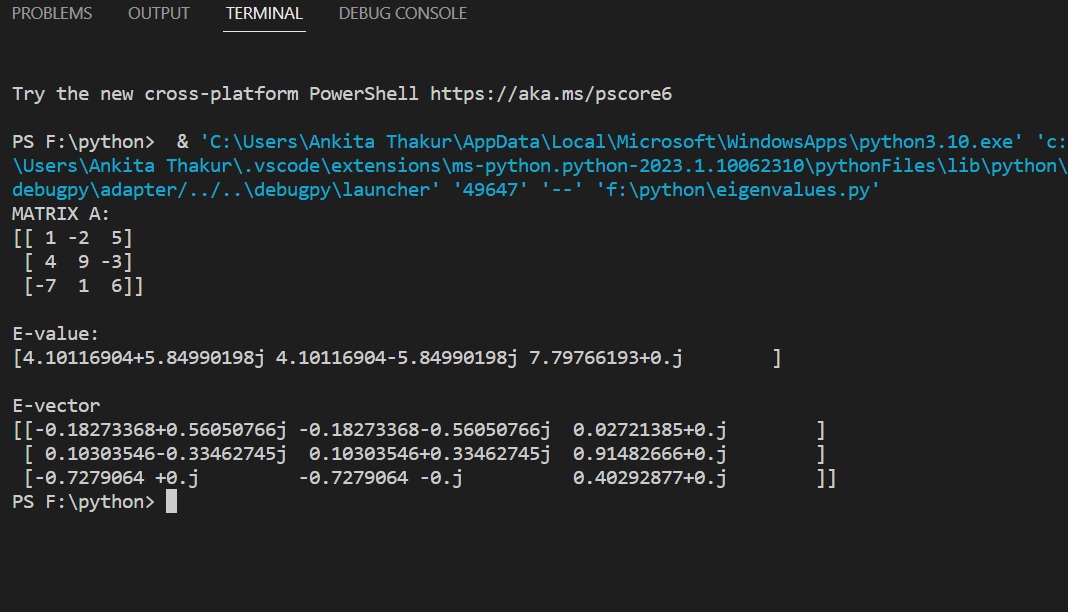 PROBLEMS OUTPUT TERMINAL DEBUG CONSOLE
Try the new cross-platform PowerShell https://aka.ms/pscore6
PS F:\python>  & 'C:\Users\Ankita Thakur\AppData\Local\Microsoft\WindowsApps\python3.10.exe' 'c:
\Users\Ankita Thakur\.vscode\extensions\ms-python.python-2023.1.10062310\pythonFiles\lib\python\
debugpy\adapter/../..\debugpy\launcher' '49647' '--' 'f:\python\eigenvalues.py'
MATRIX A:
[[ 1 -2  5]
 [ 4  9 -3]
 [-7  1  6]]
E-value:
[4.10116904+5.84990198j 4.10116904-5.84990198j 7.79766193+0.j        ]
E-vector
[[-0.18273368+0.56050766j -0.18273368-0.56050766j  0.02721385+0.j        ]
 [ 0.10303546-0.33462745j  0.10303546+0.33462745j  0.91482666+0.j        ]
 [-0.7279064 +0.j         -0.7279064 -0.j          0.40292877+0.j        ]]
PS F:\python>